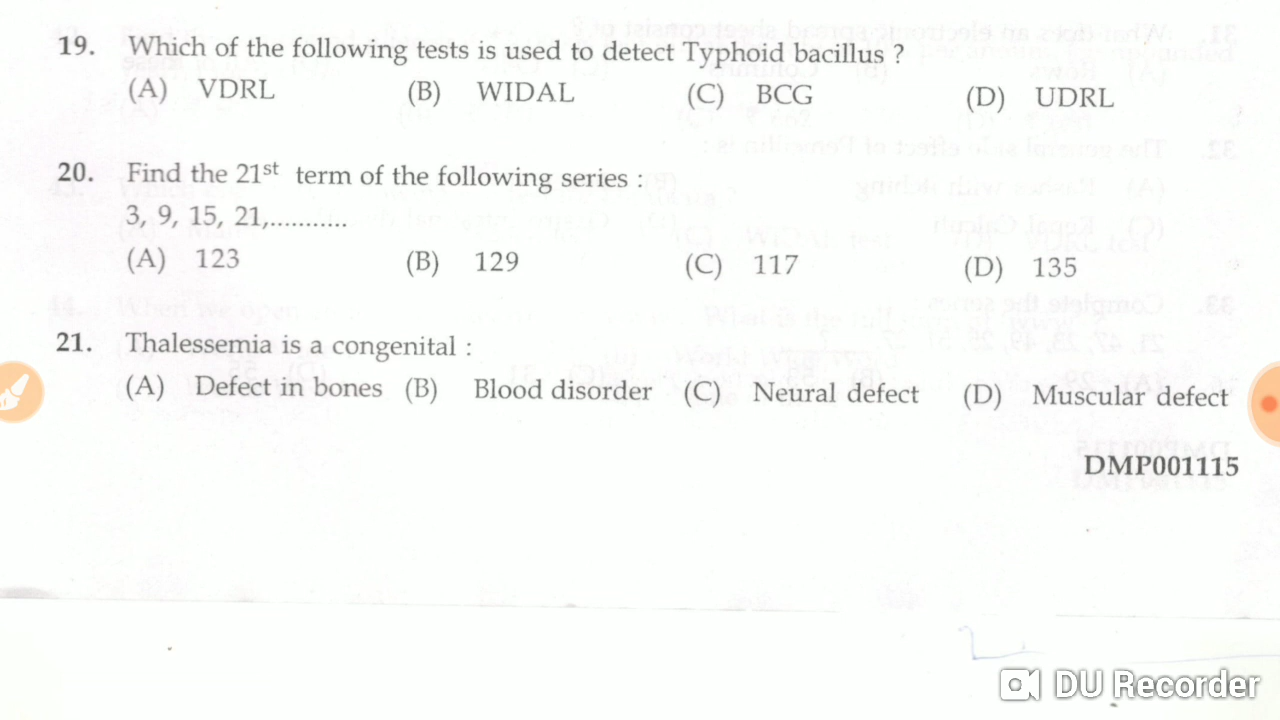 19. Which of the following tests is used to detect Typhoid bacillus ?
(A) VDRL (B) WIDAL (C) BCG (D) UDRL
20. Find the 21st term of the following series :
3, 9, 15, 21,............
(A) 123 (B) 129 (C) 117 (D) 135
21. Thalessemia is a congenital :
(A) Defect in bones (B) Blood disorder (C) Neural defect (D) Muscular defect
DMP001115
DU Recorder